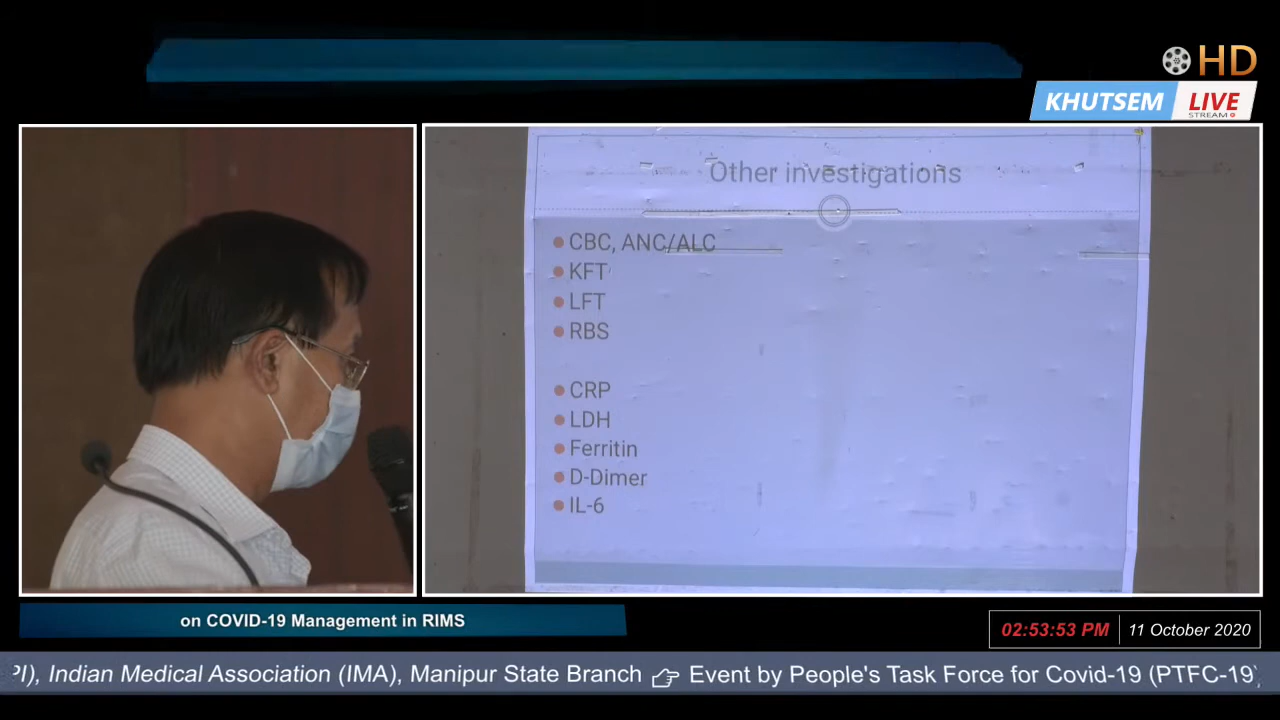 HD
KHUTSEM LIVE
STREAM
Other investigations
CBC, ANC/ALC
KFT
LFT
RBS
CRP
LDH
Ferritin
D-Dimer
IL-6
on COVID-19 Management in RIMS
02:53:53 PM 11 October 2020
PI), Indian Medical Association (IMA), Manipur State Branch Event by People's Task Force for Covid-19 (PTFC-19)